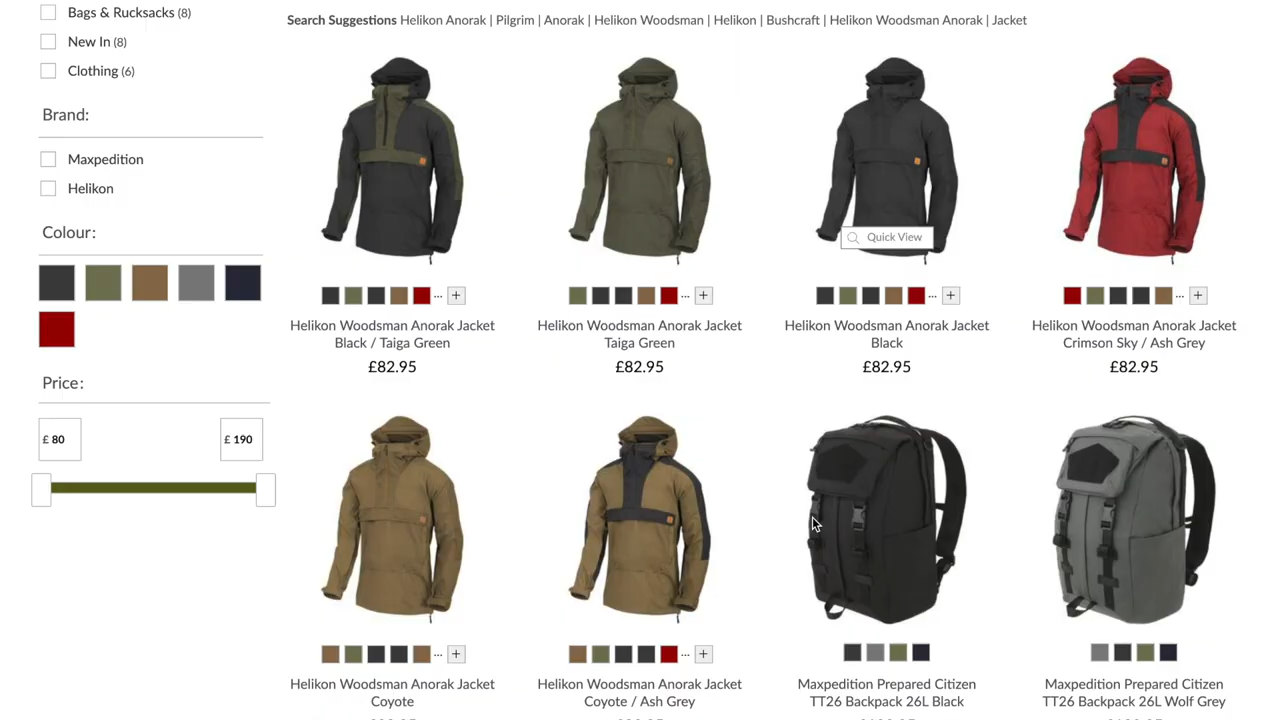 Bags & Rucksacks (8)
New In (8)
Clothing (6)
Brand:
Maxpedition
Helikon
Colour:
Price:
£ 80
£ 190
Search Suggestions Helikon Anorak | Pilgrim | Anorak | Helikon Woodsman | Helikon | Bushcraft | Helikon Woodsman Anorak | Jacket
Quick View
... +
... +
... +
... +
Helikon Woodsman Anorak Jacket
Black / Taiga Green
£82.95
Helikon Woodsman Anorak Jacket
Taiga Green
£82.95
Helikon Woodsman Anorak Jacket
Black
£82.95
Helikon Woodsman Anorak Jacket
Crimson Sky / Ash Grey
£82.95
... +
... +
Helikon Woodsman Anorak Jacket
Coyote
Helikon Woodsman Anorak Jacket
Coyote / Ash Grey
Maxpedition Prepared Citizen
TT26 Backpack 26L Black
Maxpedition Prepared Citizen
TT26 Backpack 26L Wolf Grey